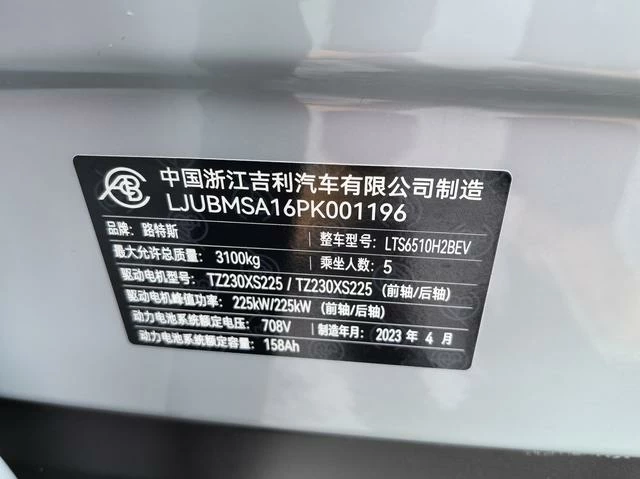 中国浙江吉利汽车有限公司制造
LJUBMSA16PK001196
品牌：路特斯 整车型号：LTS6510H2BEV
最大允许总质量：3100kg 乘坐人数：5
驱动电机型号：TZ230XS225 / TZ230XS225（前轴/后轴）
驱动电机峰值功率：225kW/225kW（前轴/后轴）
动力电池系统额定电压：708V 制造年月：2023 年 4 月
动力电池系统额定容量：158Ah